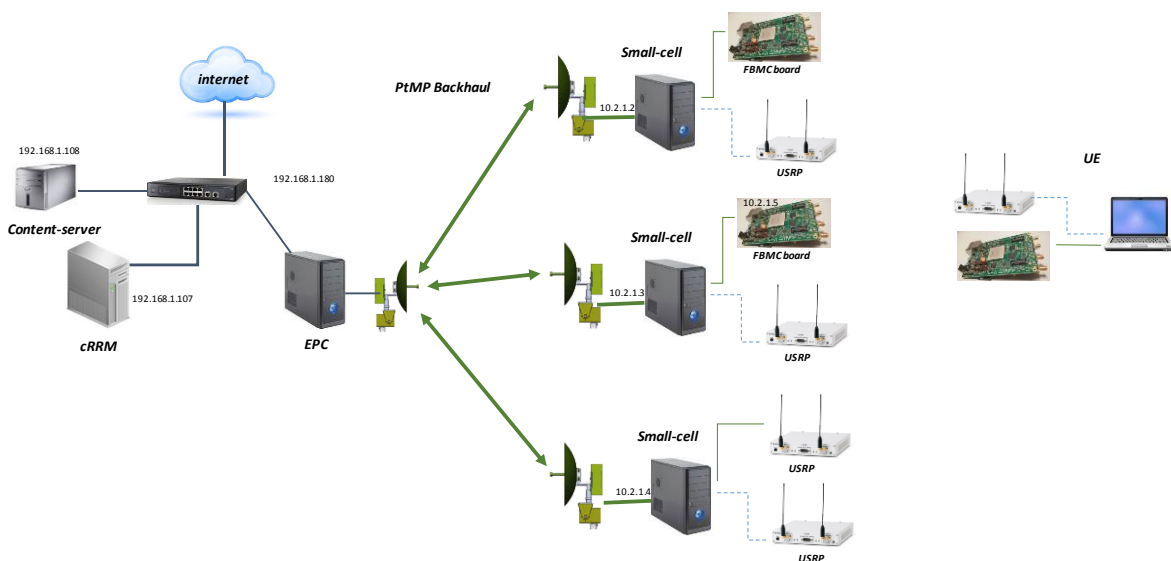 internet
192.168.1.108
Content-server
192.168.1.180
192.168.1.107
cRRM
EPC
PtMP Backhaul
Small-cell
10.2.1.2
FBMC board
USRP
Small-cell
10.2.1.3
10.2.1.5
FBMC board
USRP
Small-cell
10.2.1.4
USRP
USRP
UE